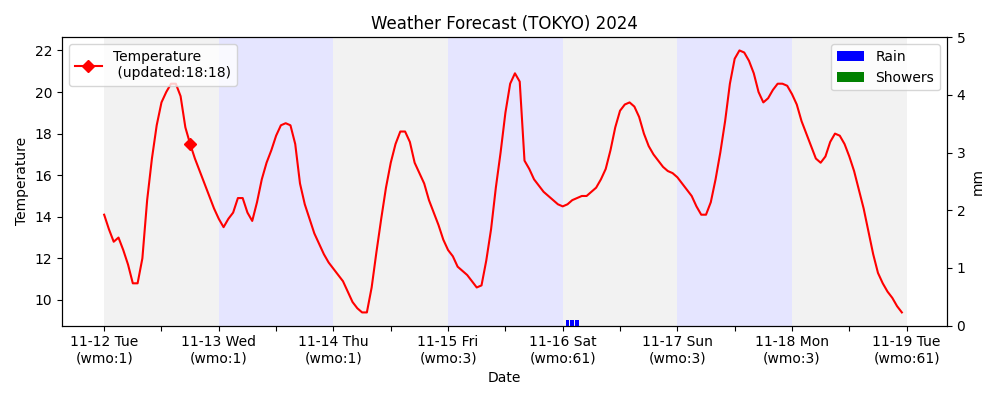 Weather Forecast (TOKYO) 2024
Temperature
(updated:18:18)
Rain
Showers
Temperature
22
20
18
16
14
12
10
5
4
3
2
1
0
mm
11-12 Tue
(wmo:1)
11-13 Wed
(wmo:1)
11-14 Thu
(wmo:1)
11-15 Fri
(wmo:3)
11-16 Sat
(wmo:61)
11-17 Sun
(wmo:3)
11-18 Mon
(wmo:3)
11-19 Tue
(wmo:61)
Date